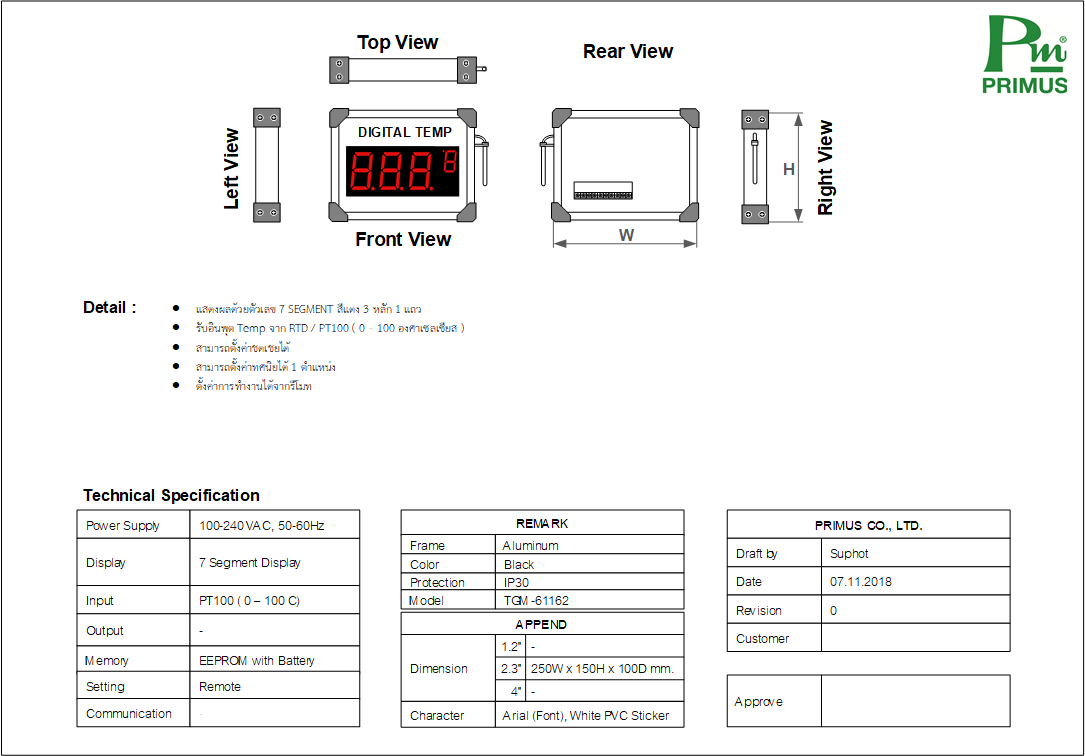 Top View
Rear View
Pm®
PRIMUS
Left View
DIGITAL TEMP
8.8.8. 8
Front View
W
H
Right View
Detail :
• แสดงผลด้วยตัวเลข 7 SEGMENT สีแดง 3 หลัก 1 แถว
• รับอินพุต Temp จาก RTD / PT100 ( 0 - 100 องศาเซลเซียส )
• สามารถตั้งค่าชดเชยได้
• สามารถตั้งค่าทศนิยได้ 1 ตำแหน่ง
• ตั้งค่าการทำงานได้จากรีโมท
Technical Specification
Power Supply 100-240 VAC, 50-60Hz
Display 7 Segment Display
Input PT100 ( 0 – 100 C)
Output -
Memory EEPROM with Battery
Setting Remote
Communication -
REMARK
Frame Aluminum
Color Black
Protection IP30
Model TGM-61162
APPEND
Dimension
1.2" -
2.3" 250W x 150H x 100D mm.
4" -
Character Arial (Font), White PVC Sticker
PRIMUS CO., LTD.
Draft by Suphot
Date 07.11.2018
Revision 0
Customer
Approve